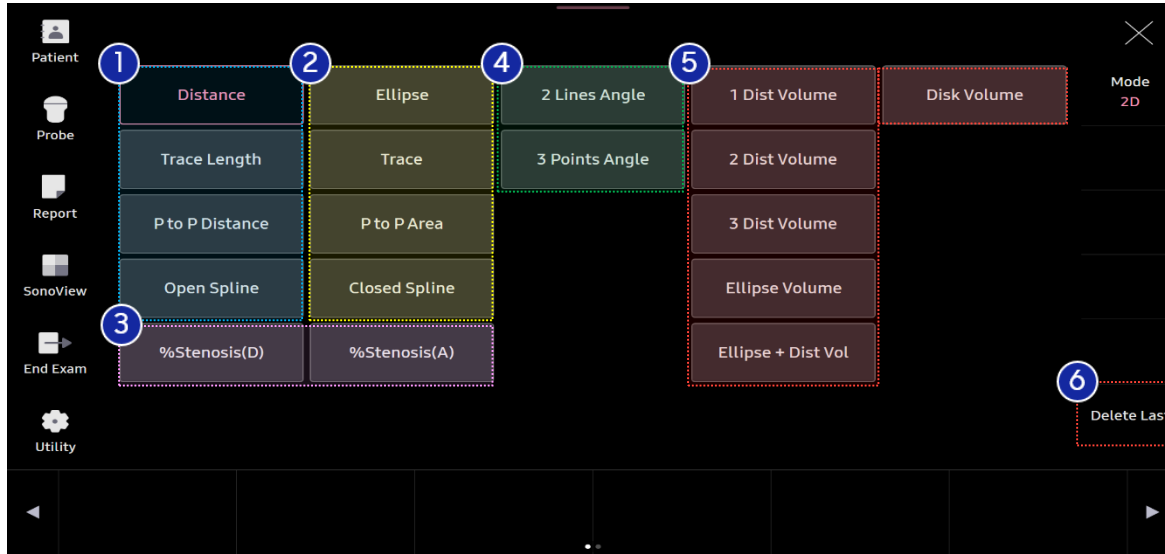 Patient
Probe
Report
SonoView
End Exam
Utility
1
Distance
Trace Length
P to P Distance
Open Spline
2
Ellipse
Trace
P to P Area
Closed Spline
3
%Stenosis(D)
%Stenosis(A)
4
2 Lines Angle
3 Points Angle
5
1 Dist Volume
2 Dist Volume
3 Dist Volume
Ellipse Volume
Ellipse + Dist Vol
Disk Volume
Mode
2D
6
Delete Las